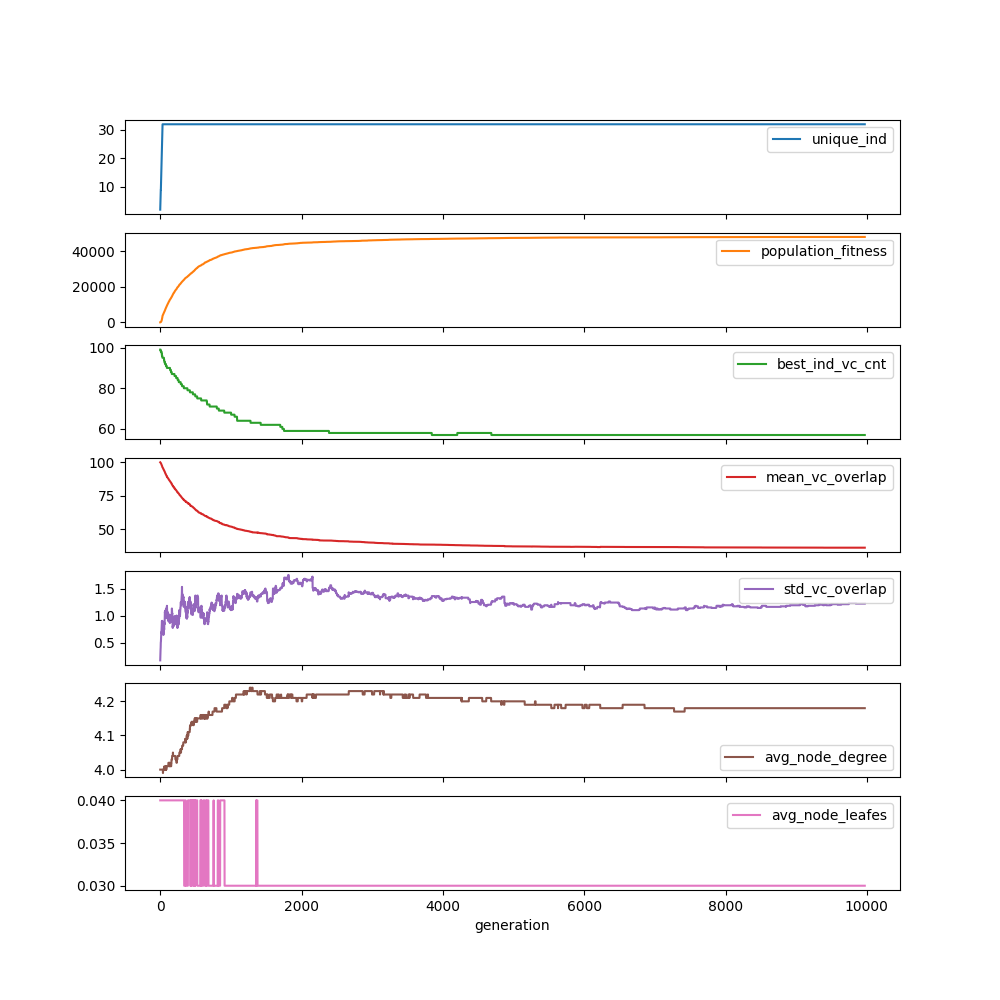 30
20
10
unique_ind
40000
20000
0
population_fitness
100
80
60
best_ind_vc_cnt
100
75
50
mean_vc_overlap
1.5
1.0
0.5
std_vc_overlap
4.2
4.1
4.0
avg_node_degree
0.040
0.035
0.030
avg_node_leafes
0 2000 4000 6000 8000 10000
generation